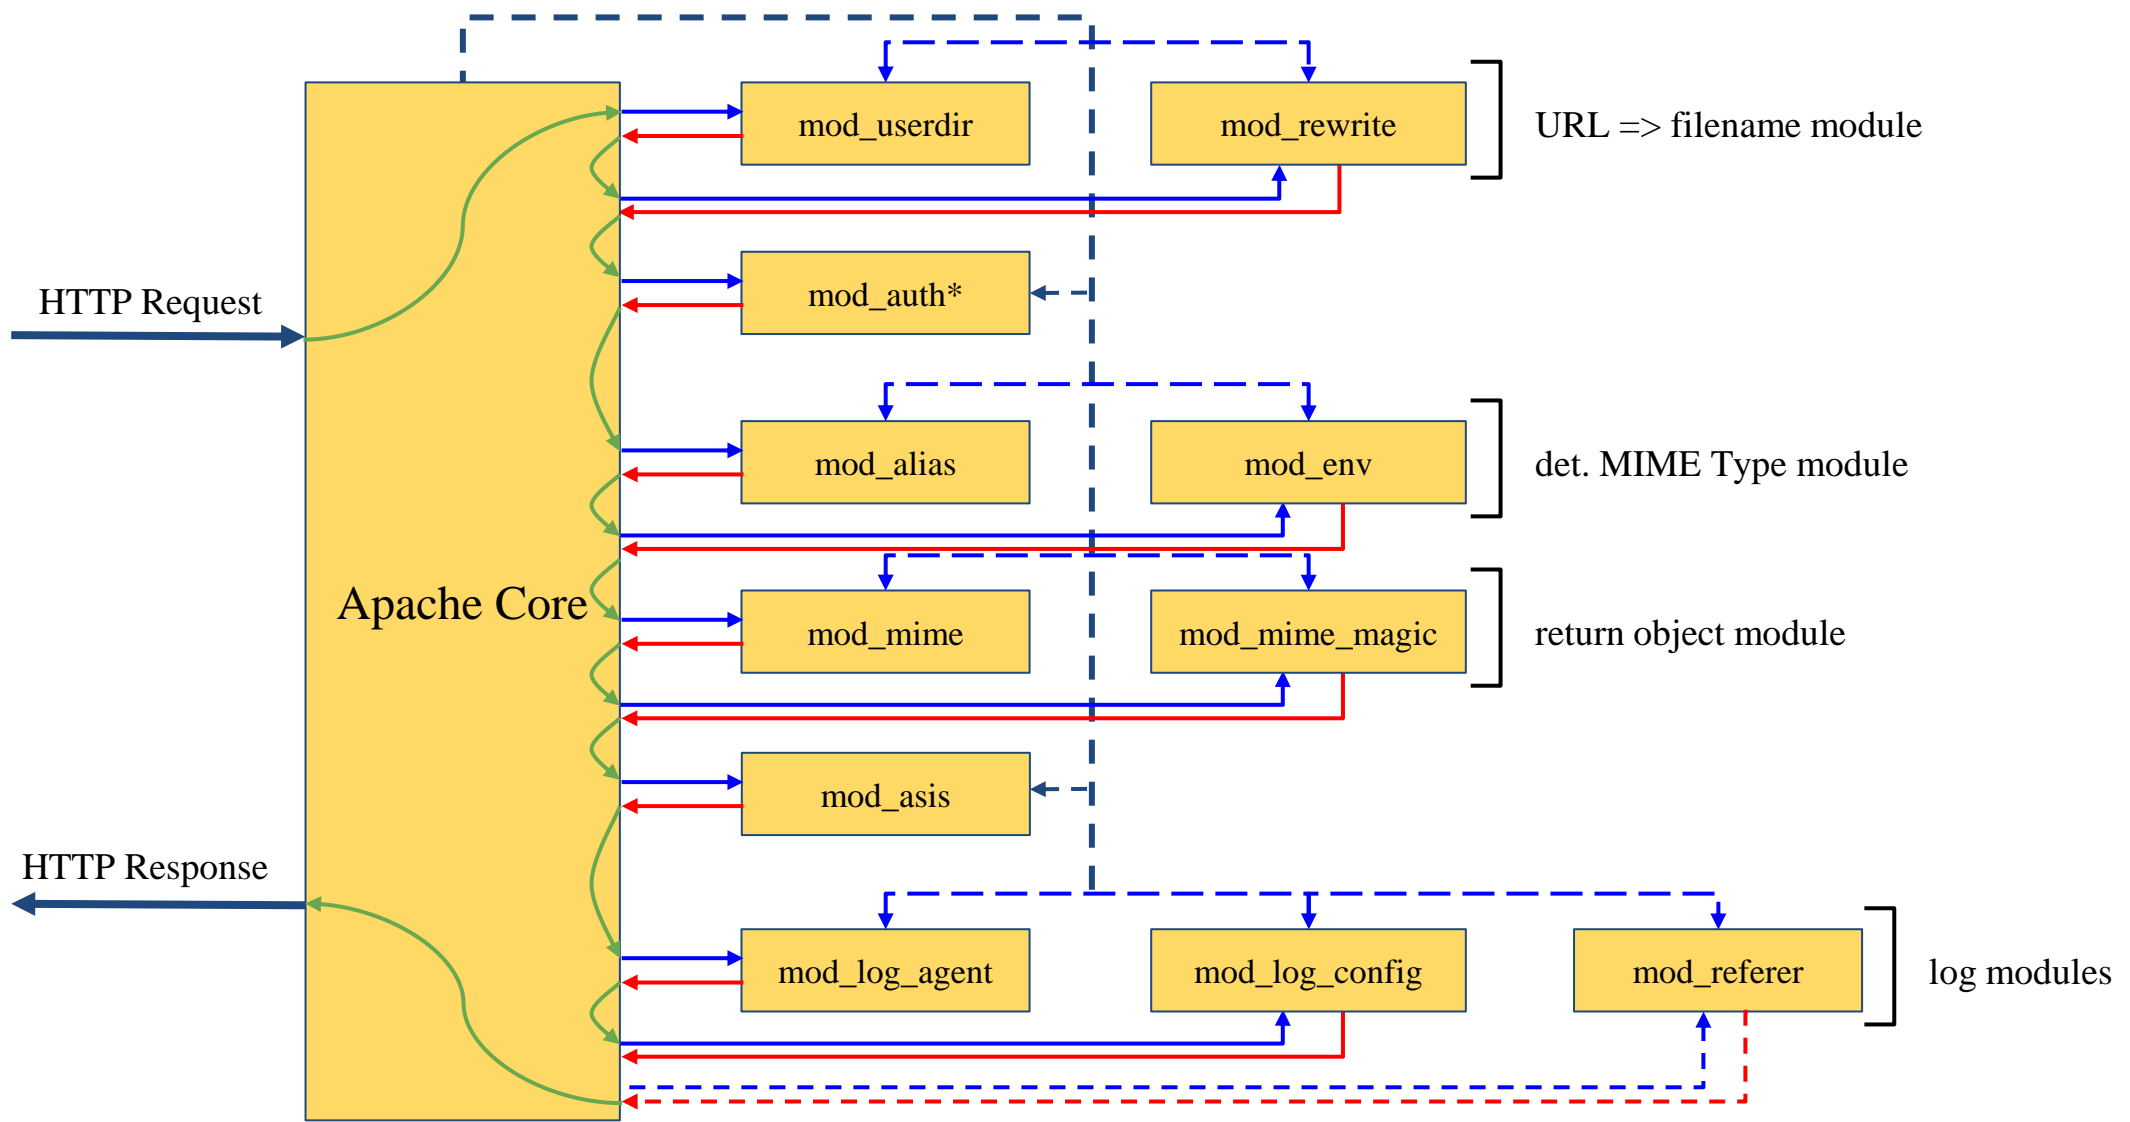 mod_userdir
mod_rewrite
URL => filename module
HTTP Request
mod_auth*
mod_alias
mod_env
det. MIME Type module
Apache Core
mod_mime
mod_mime_magic
return object module
mod_asis
HTTP Response
mod_log_agent
mod_log_config
mod_referer
log modules